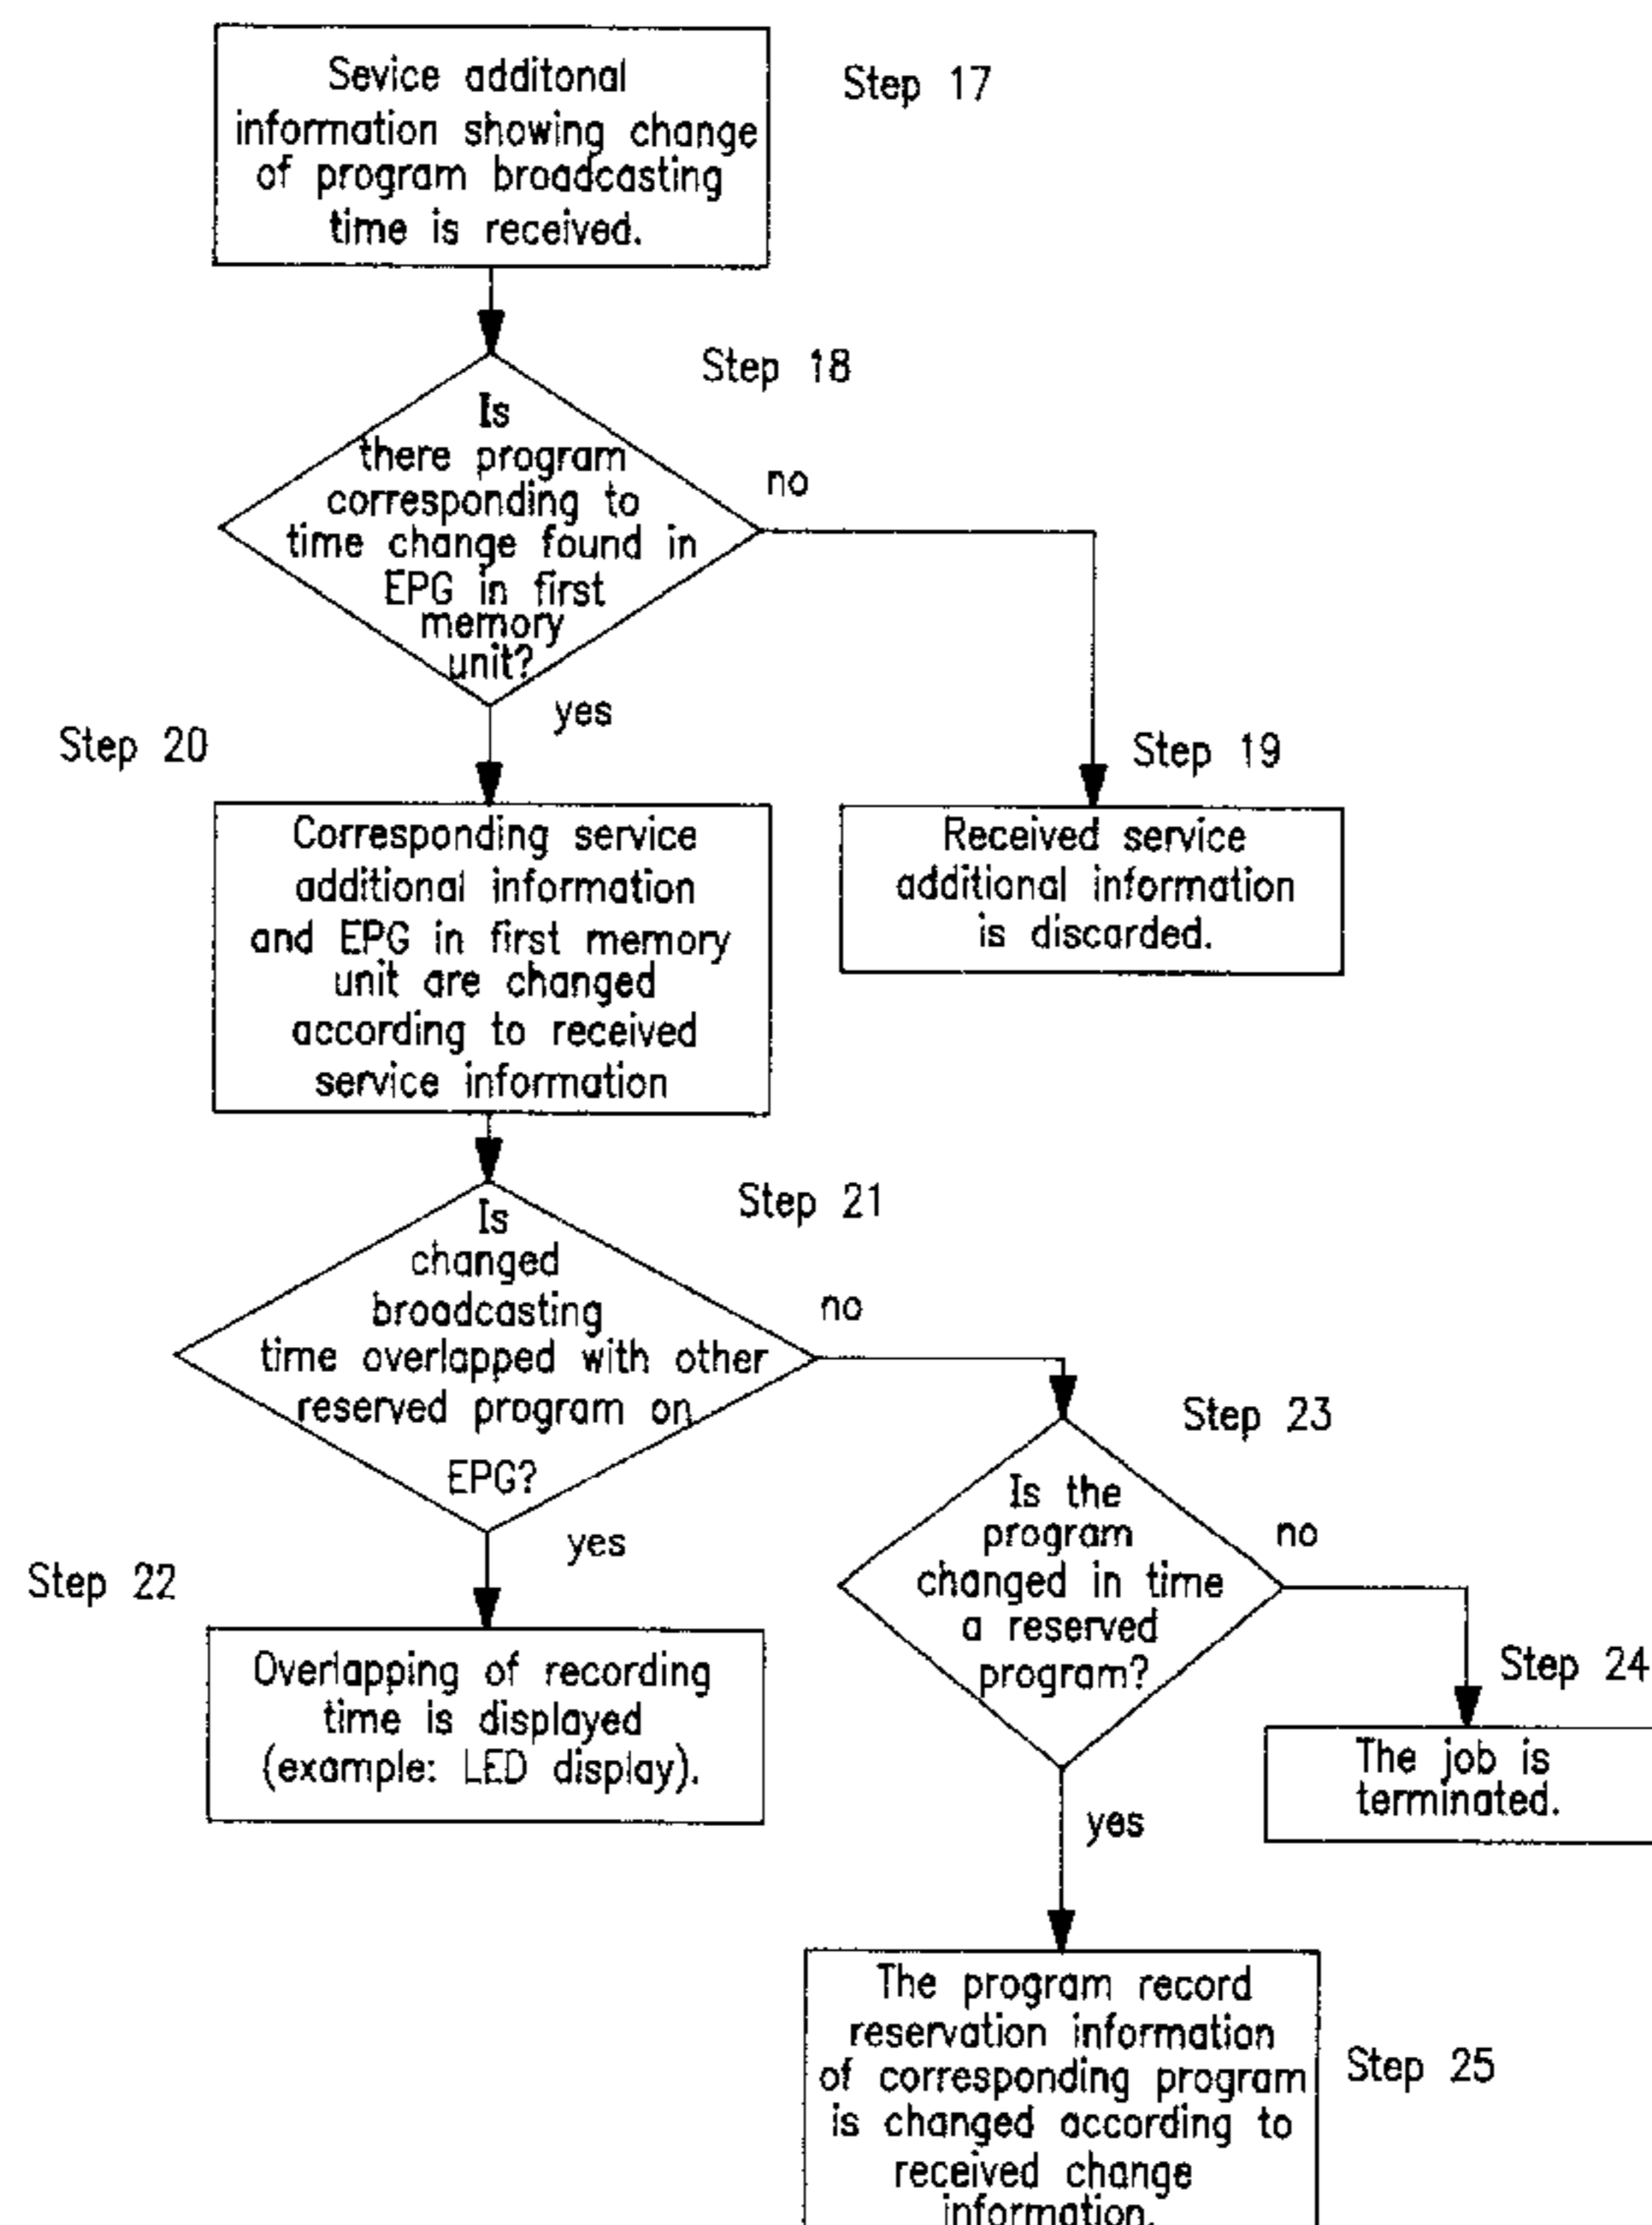 Sevice additonal
information showing change
of program broadcasting
time is received.
Step 17
Step 18
Is
there program
corresponding to
time change found in
EPG in first
memory
unit?
no
yes
Step 20
Step 19
Corresponding service
additional information
and EPG in first memory
unit are changed
according to received
service information
Received service
additional information
is discarded.
Step 21
Is
changed
broadcasting
time overlapped with other
reserved program on
EPG?
no
yes
Step 23
Is the
program
changed in time
a reserved
program?
no
yes
Step 22
Overlapping of recording
time is displayed
(example: LED display).
Step 24
The job is
terminated.
The program record
reservation information
of corresponding program
is changed according to
received change
information.
Step 25